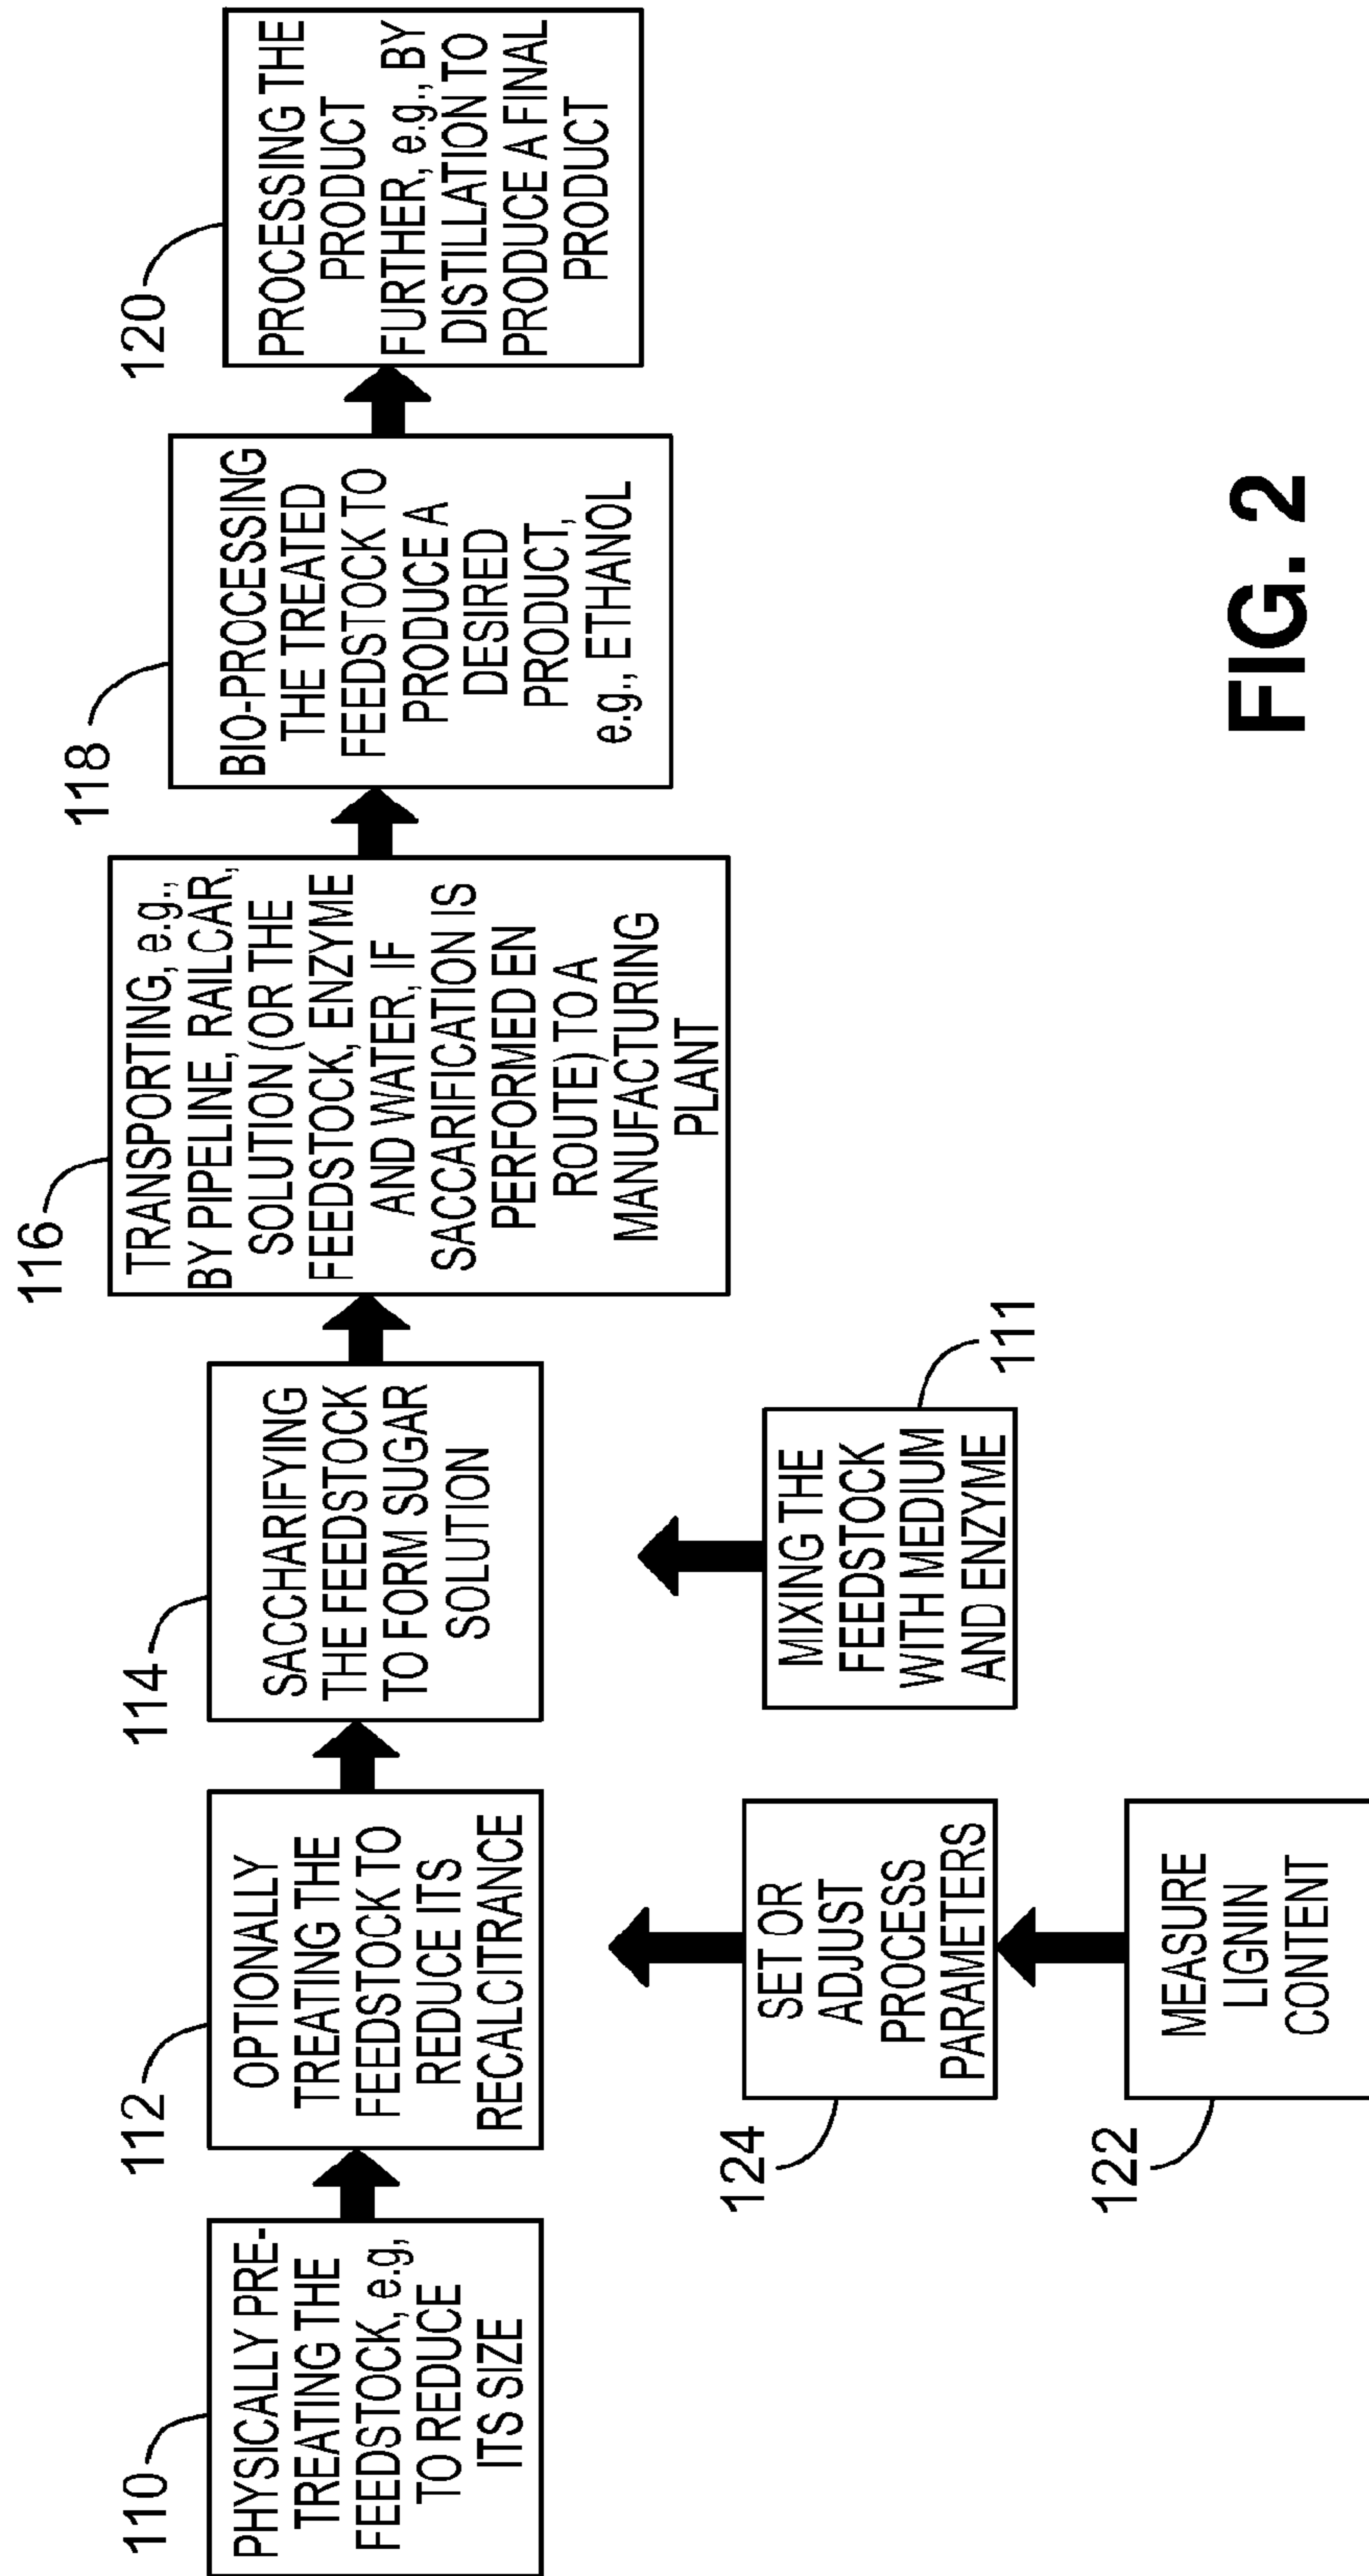 110
PHYSICALLY PRE-
TREATING THE
FEEDSTOCK, e.g,
TO REDUCE
ITS SIZE
112
OPTIONALLY
TREATING THE
FEEDSTOCK TO
REDUCE ITS
RECALCITRANCE
114
SACCHARIFYING
THE FEEDSTOCK
TO FORM SUGAR
SOLUTION
116
TRANSPORTING, e.g.,
BY PIPELINE, RAILCAR,
SOLUTION (OR THE
FEEDSTOCK, ENZYME
AND WATER, IF
SACCARIFICATION IS
PERFORMED EN
ROUTE) TO A
MANUFACTURING
PLANT
118
BIO-PROCESSING
THE TREATED
FEEDSTOCK TO
PRODUCE A
DESIRED
PRODUCT,
e.g., ETHANOL
120
PROCESSING THE
PRODUCT
FURTHER, e.g., BY
DISTILLATION TO
PRODUCE A FINAL
PRODUCT
124
SET OR
ADJUST
PROCESS
PARAMETERS
122
MEASURE
LIGNIN
CONTENT
MIXING THE
FEEDSTOCK
WITH MEDIUM
AND ENZYME
111
FIG. 2